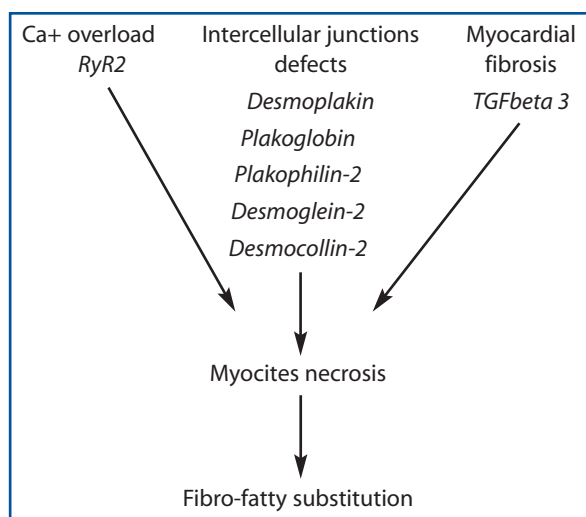 Ca+ overload
RyR2
Intercellular junctions
defects
Desmoplakin
Plakoglobin
Plakophilin-2
Desmoglein-2
Desmocollin-2
Myocardial
fibrosis
TGFbeta 3
Myocites necrosis
Fibro-fatty substitution